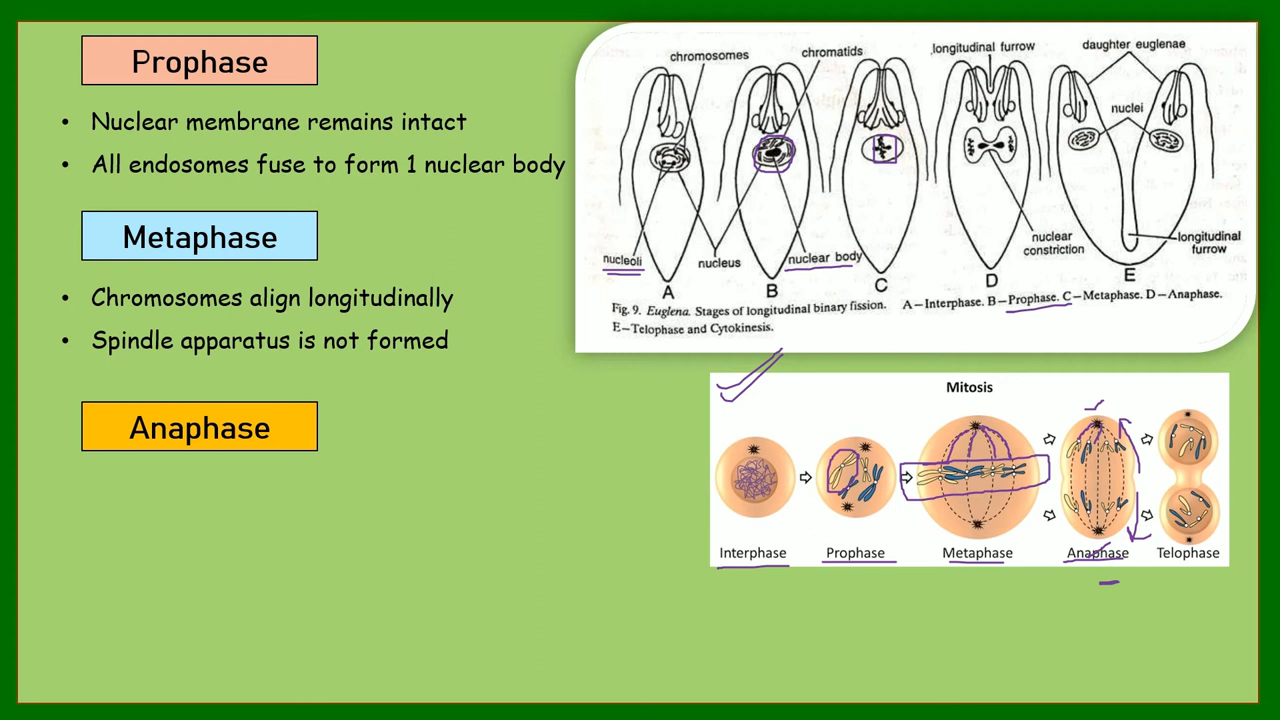 Prophase
• Nuclear membrane remains intact
• All endosomes fuse to form 1 nuclear body
Metaphase
• Chromosomes align longitudinally
• Spindle apparatus is not formed
Anaphase
chromosomes
chromatids
longitudinal furrow
daughter euglenae
nuclei
nucleoli
nucleus
nuclear body
nuclear
constriction
longitudinal
furrow
A
B
C
D
E
Fig. 9. Euglena. Stages of longitudinal binary fission. A—Interphase. B—Prophase. C—Metaphase. D—Anaphase.
E—Telophase and Cytokinesis.
Mitosis
Interphase
Prophase
Metaphase
Anaphase
Telophase